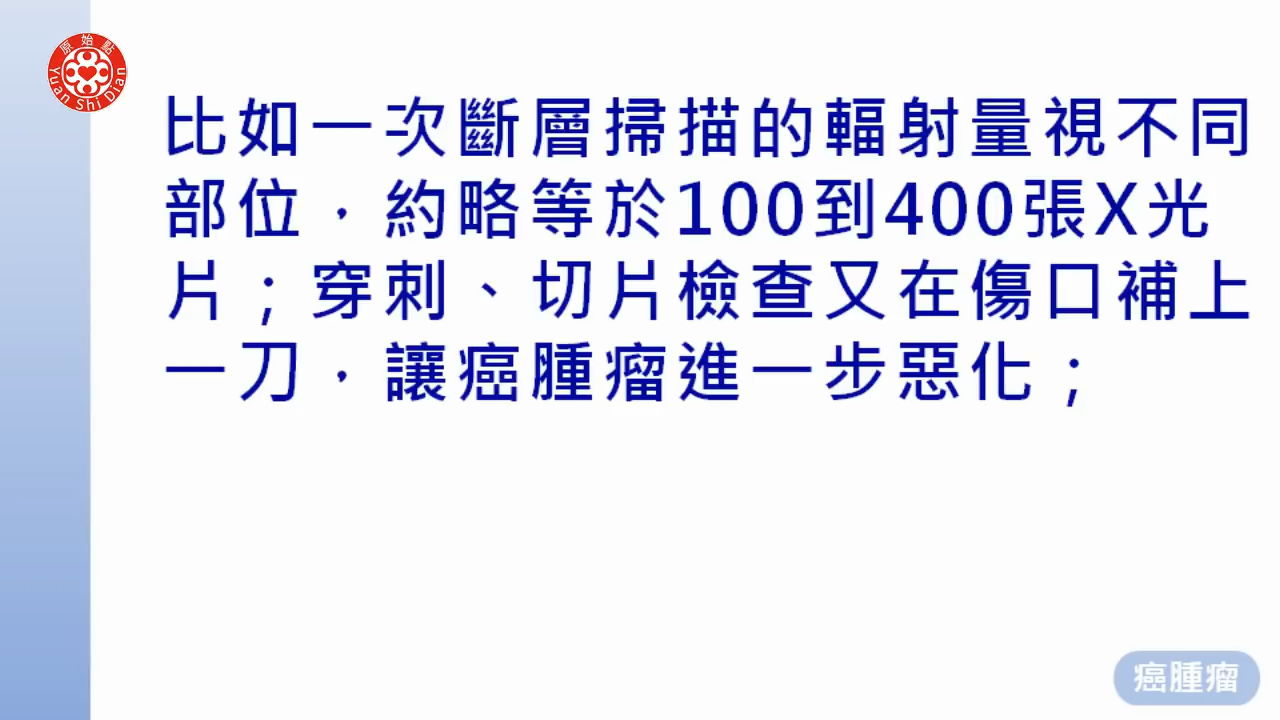 原始點
Yuan Shi Dian
比如一次斷層掃描的輻射量視不同
部位，約略等於100到400張X光
片；穿刺、切片檢查又在傷口補上
一刀，讓癌腫瘤進一步惡化；
癌腫瘤